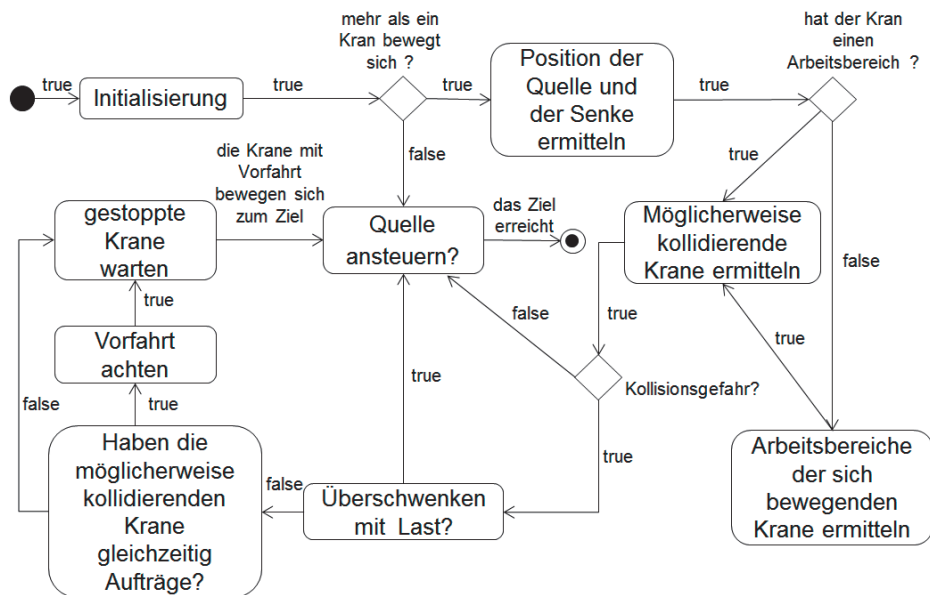 mehr als ein
Kran bewegt
sich ?
hat der Kran
einen
Arbeitsbereich ?
true
Initialisierung
true
true
Position der
Quelle und
der Senke
ermitteln
true
false
true
false
die Krane mit
Vorfahrt
bewegen sich
zum Ziel
gestoppte
Krane
warten
Quelle
ansteuern?
das Ziel
erreicht
Möglicherweise
kollidierende
Krane ermitteln
true
Vorfahrt
achten
false
true
true
true
false
true
Kollisionsgefahr?
true
Haben die
möglicherweise
kollidierenden
Krane
gleichzeitig
Aufträge?
false
Überschwenken
mit Last?
Arbeitsbereiche
der sich
bewegenden
Krane ermitteln